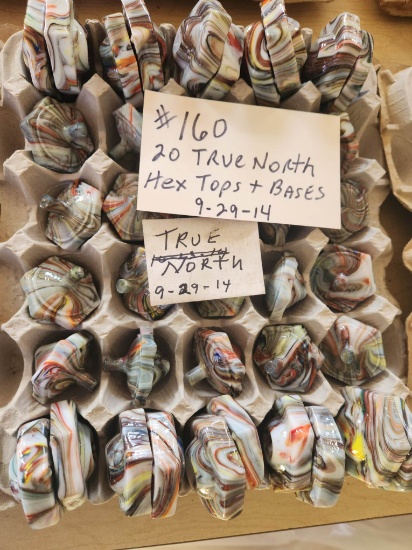 #160
20 TRUE NORTH
HEX TOPS + BASES
9-29-14
TRUE
NORTH
9-29-14